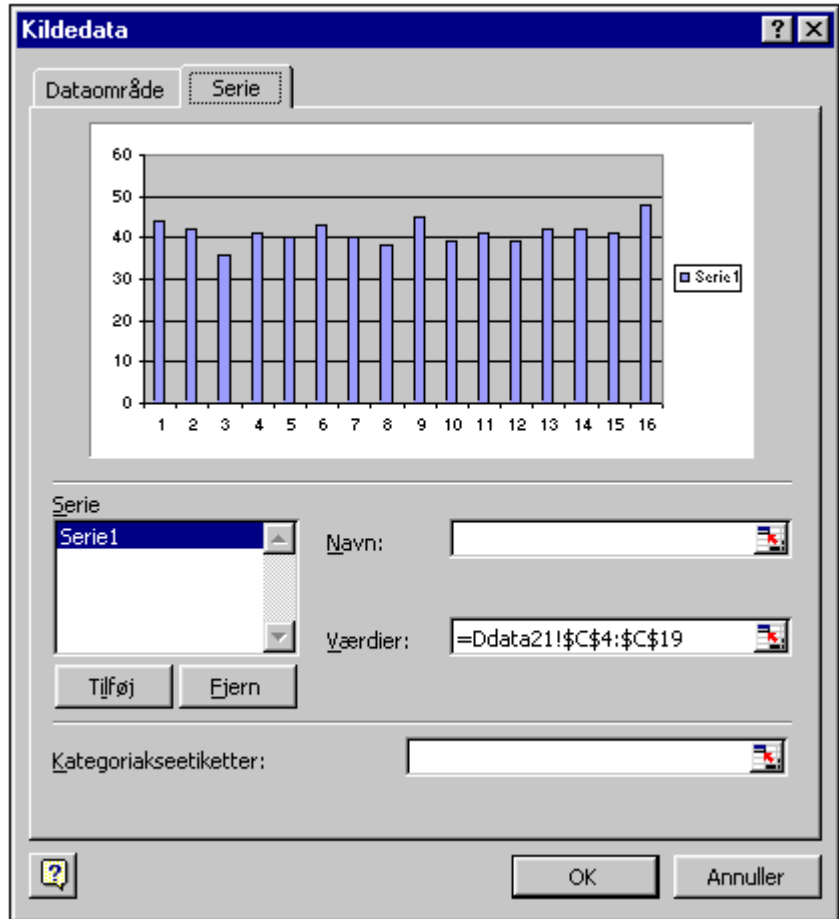 Kildedata
Dataområde Serie
60
50
40
30
20
10
0
1 2 3 4 5 6 7 8 9 10 11 12 13 14 15 16
Serie1
Serie
Serie1
Navn:
Værdier: =Ddata21!$C$4:$C$19
Tilføj Fjern
Kategoriakseetiketter:
OK Annuller